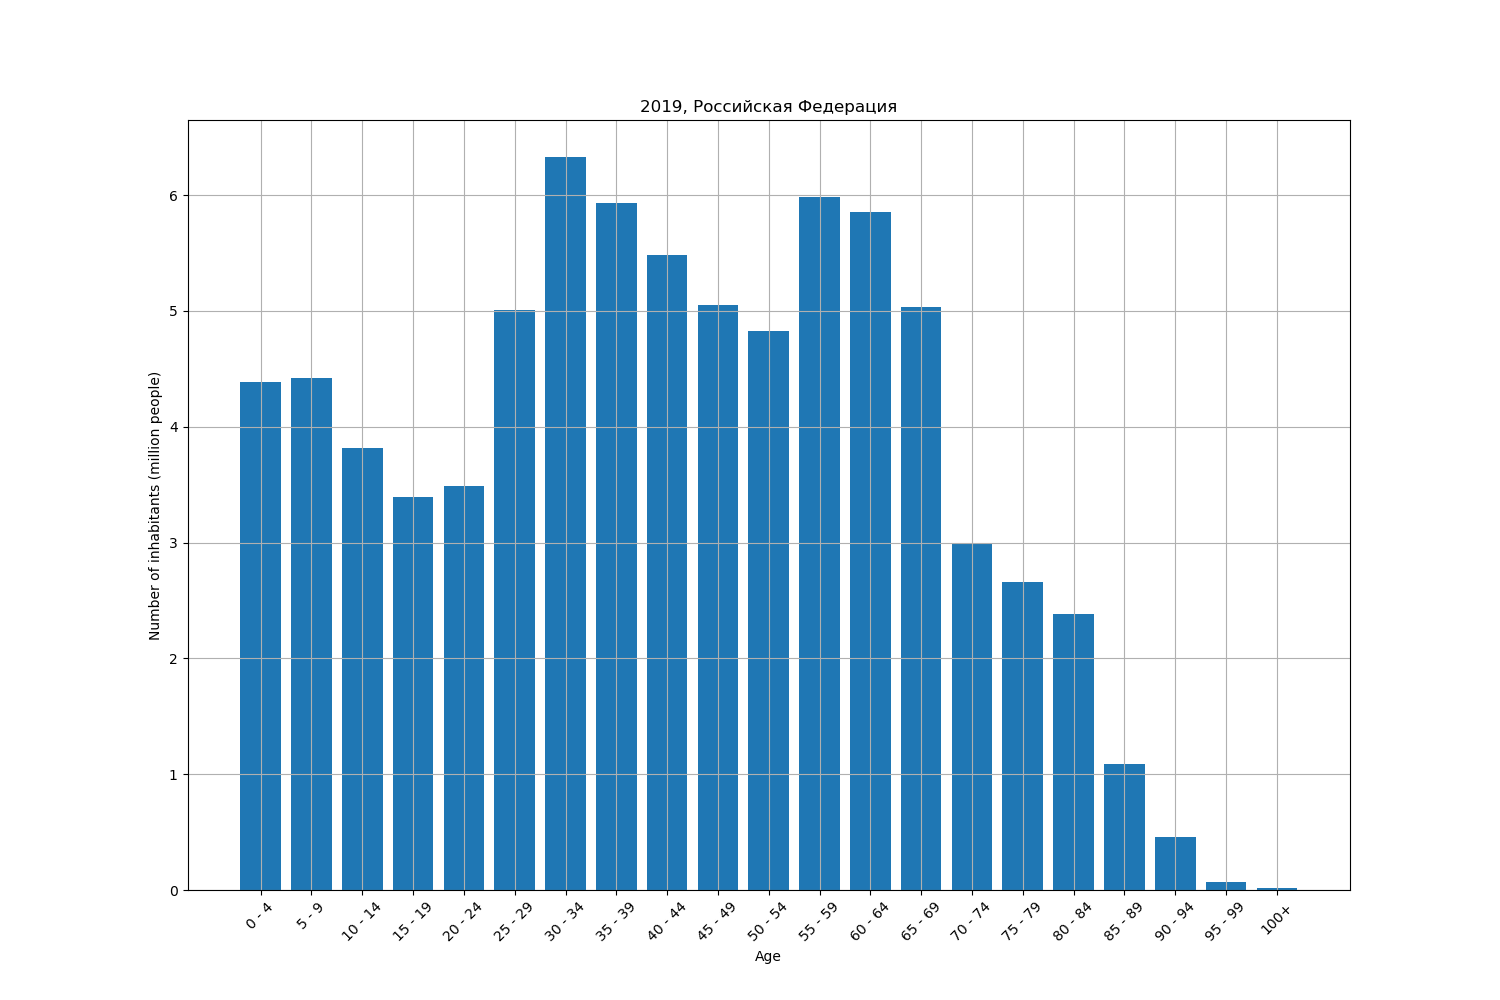 2019, Российская Федерация
Number of inhabitants (million people)
6
5
4
3
2
1
0
0 - 4
5 - 9
10 - 14
15 - 19
20 - 24
25 - 29
30 - 34
35 - 39
40 - 44
45 - 49
50 - 54
55 - 59
60 - 64
65 - 69
70 - 74
75 - 79
80 - 84
85 - 89
90 - 94
95 - 99
100+
Age